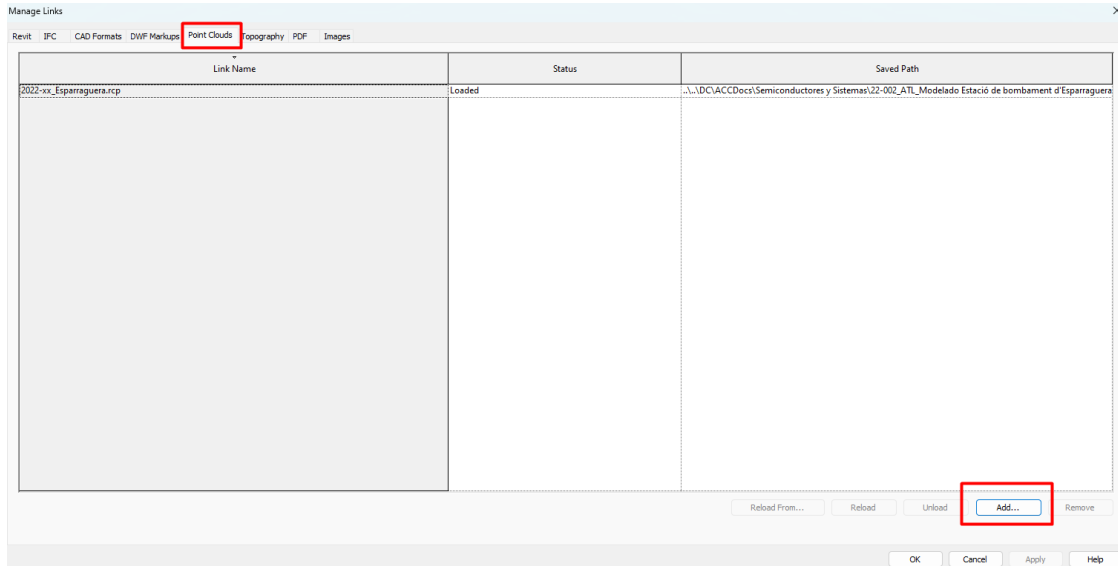 Manage Links
Revit IFC CAD Formats DWF Markups Point Clouds Topography PDF Images
Link Name Status Saved Path
2022-xx_Esparraguera.rcp Loaded ..\..\DC\ACCDocs\Semiconductores y Sistemas\22-002_ATL_Modelado Estació de bombament d'Esparraguera
Reload From... Reload Unload Add... Remove
OK Cancel Apply Help